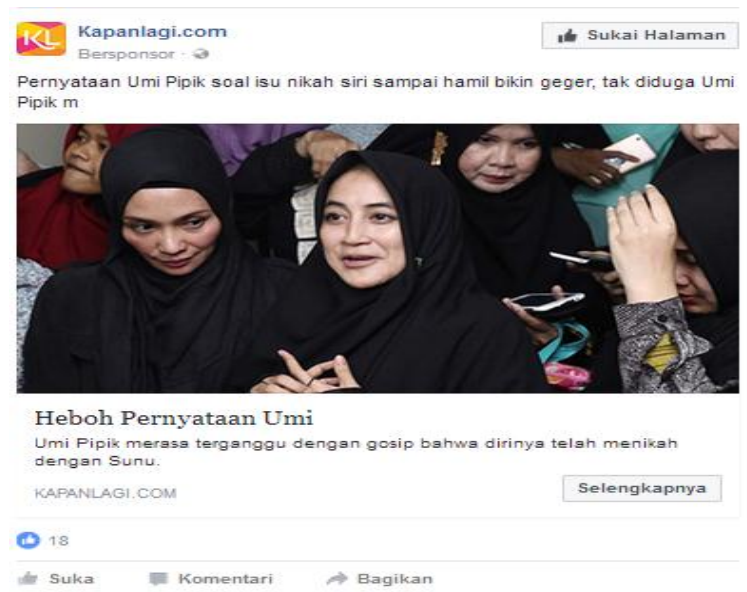 KL
Kapanlagi.com
Sukai Halaman
Bersponsor ·
Pernyataan Umi Pipik soal isu nikah siri sampai hamil bikin geger, tak diduga Umi
Pipik m
Heboh Pernyataan Umi
Umi Pipik merasa terganggu dengan gosip bahwa dirinya telah menikah
dengan Sunu.
KAPANLAGI.COM
Selengkapnya
18
Suka Komentari Bagikan